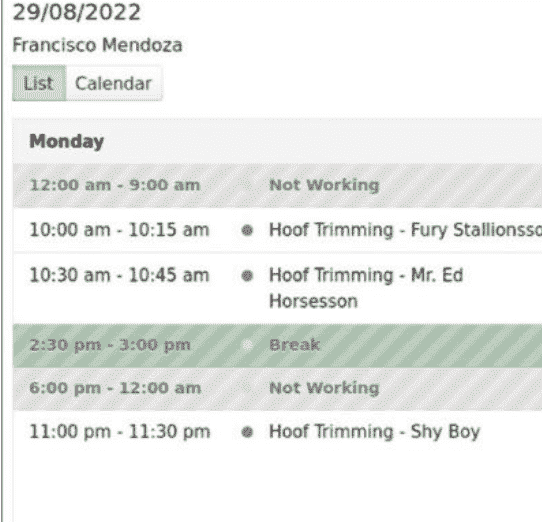 29/08/2022
Francisco Mendoza
List Calendar
Monday
12:00 am - 9:00 am Not Working
10:00 am - 10:15 am Hoof Trimming - Fury Stallionsso
10:30 am - 10:45 am Hoof Trimming - Mr. Ed
Horsesson
2:30 pm - 3:00 pm Break
6:00 pm - 12:00 am Not Working
11:00 pm - 11:30 pm Hoof Trimming - Shy Boy